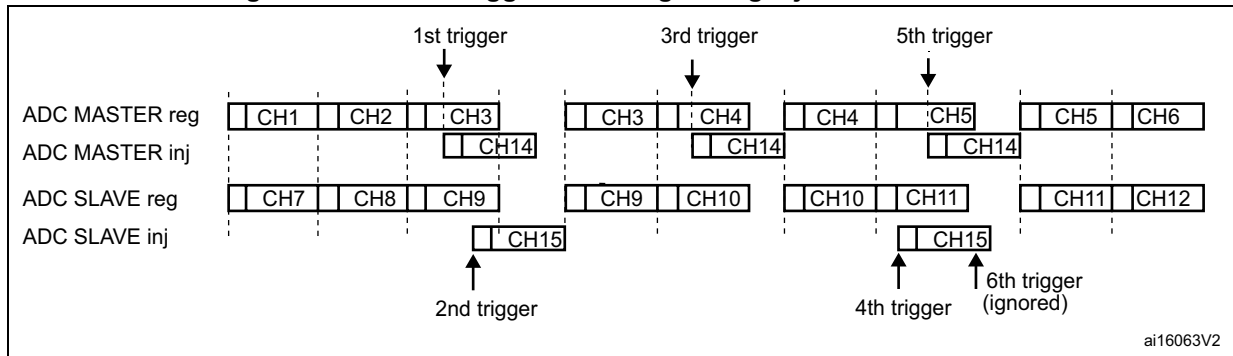 1st trigger 3rd trigger 5th trigger
ADC MASTER reg CH1 CH2 CH3 CH3 CH4 CH4 CH5 CH5 CH6
ADC MASTER inj CH14 CH14 CH14
ADC SLAVE reg CH7 CH8 CH9 CH9 CH10 CH10 CH11 CH11 CH12
ADC SLAVE inj CH15 CH15
2nd trigger 4th trigger 6th trigger
(ignored)
ai16063V2